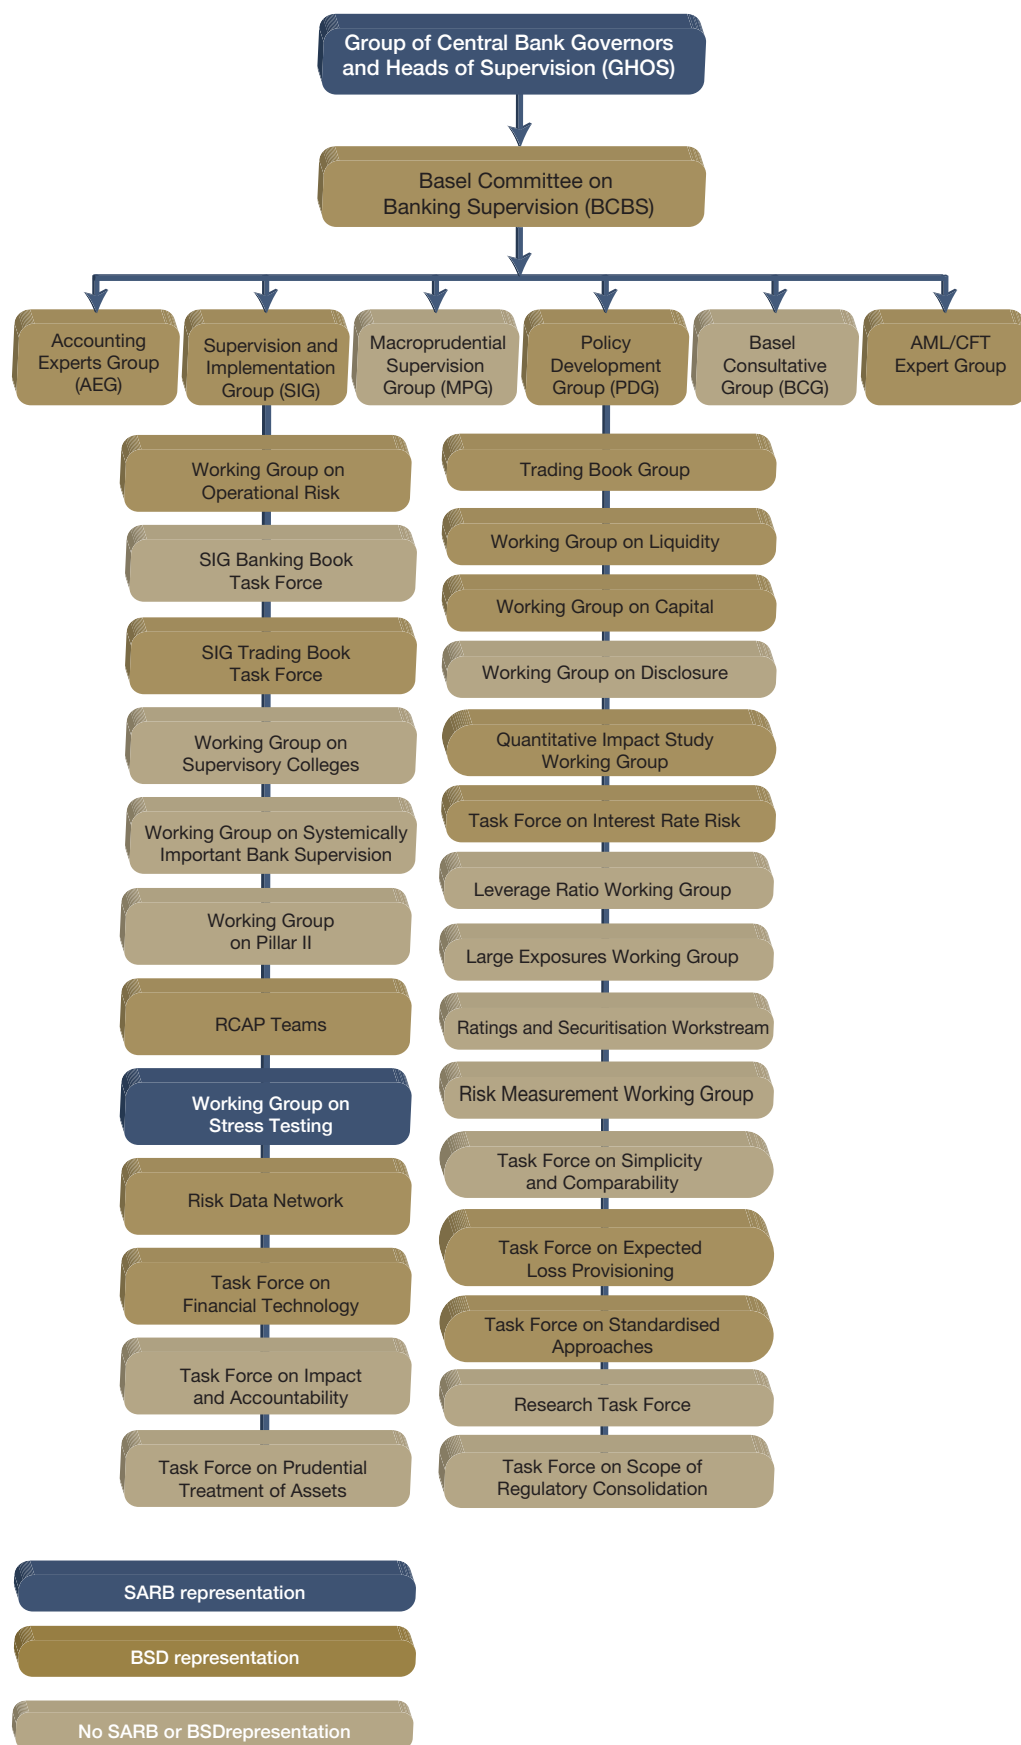 Group of Central Bank Governors
and Heads of Supervision (GHOS)
Basel Committee on
Banking Supervision (BCBS)
Accounting
Experts Group
(AEG)
Supervision and
Implementation
Group (SIG)
Macroprudential
Supervision
Group (MPG)
Policy
Development
Group (PDG)
Basel
Consultative
Group (BCG)
AML/CFT
Expert Group
Working Group on
Operational Risk
SIG Banking Book
Task Force
SIG Trading Book
Task Force
Working Group on
Supervisory Colleges
Working Group on Systemically
Important Bank Supervision
Working Group
on Pillar II
RCAP Teams
Working Group on
Stress Testing
Risk Data Network
Task Force on
Financial Technology
Task Force on Impact
and Accountability
Task Force on Prudential
Treatment of Assets
Trading Book Group
Working Group on Liquidity
Working Group on Capital
Working Group on Disclosure
Quantitative Impact Study
Working Group
Task Force on Interest Rate Risk
Leverage Ratio Working Group
Large Exposures Working Group
Ratings and Securitisation Workstream
Risk Measurement Working Group
Task Force on Simplicity
and Comparability
Task Force on Expected
Loss Provisioning
Task Force on Standardised
Approaches
Research Task Force
Task Force on Scope of
Regulatory Consolidation
SARB representation
BSD representation
No SARB or BSDrepresentation